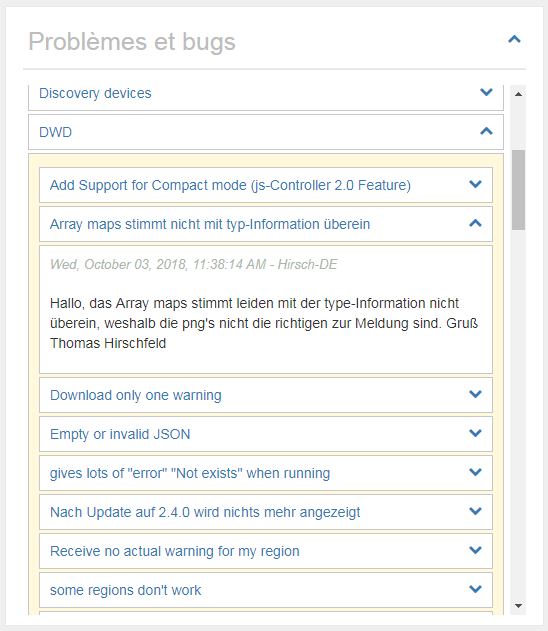 Problèmes et bugs
Discovery devices
DWD
Add Support for Compact mode (js-Controller 2.0 Feature)
Array maps stimmt nicht mit typ-Information überein
Wed, October 03, 2018, 11:38:14 AM - Hirsch-DE
Hallo, das Array maps stimmt leiden mit der type-Information nicht
überein, weshalb die png's nicht die richtigen zur Meldung sind. Gruß
Thomas Hirschfeld
Download only one warning
Empty or invalid JSON
gives lots of "error" "Not exists" when running
Nach Update auf 2.4.0 wird nichts mehr angezeigt
Receive no actual warning for my region
some regions don't work